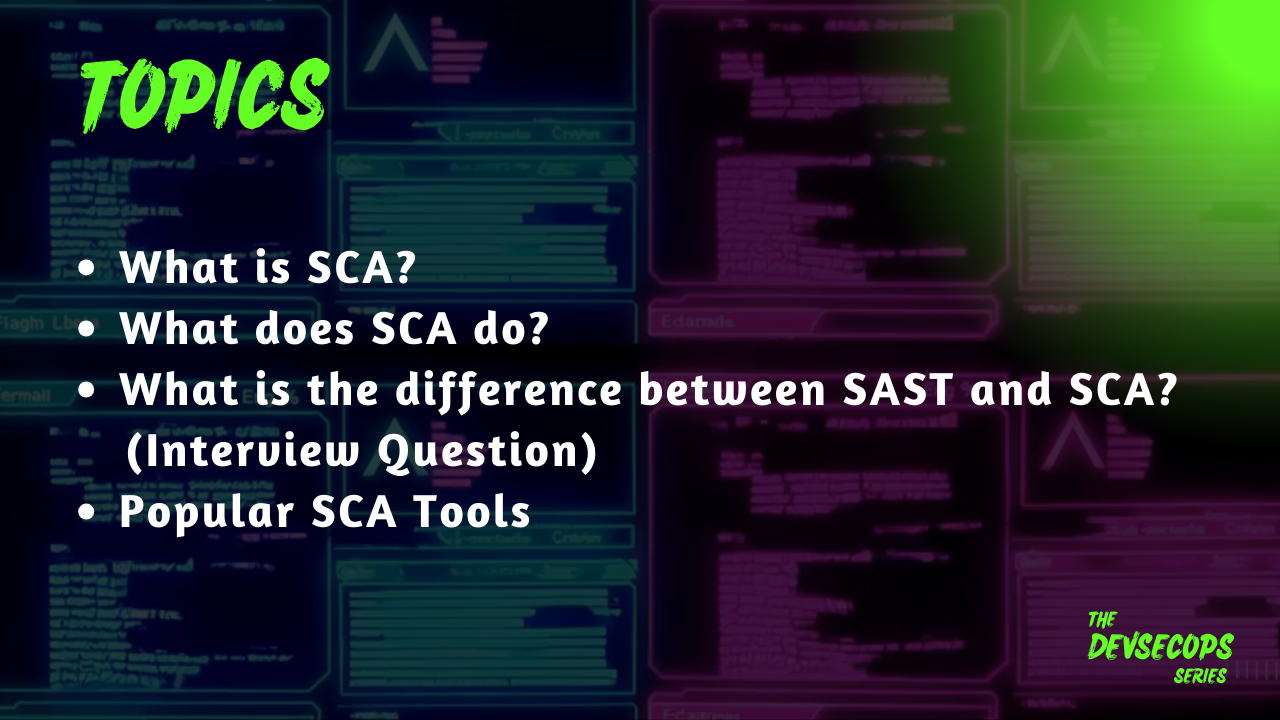 TOPICS
• What is SCA?
• What does SCA do?
• What is the difference between SAST and SCA?
(Interview Question)
• Popular SCA Tools
THE
DEVSECOPS
SERIES